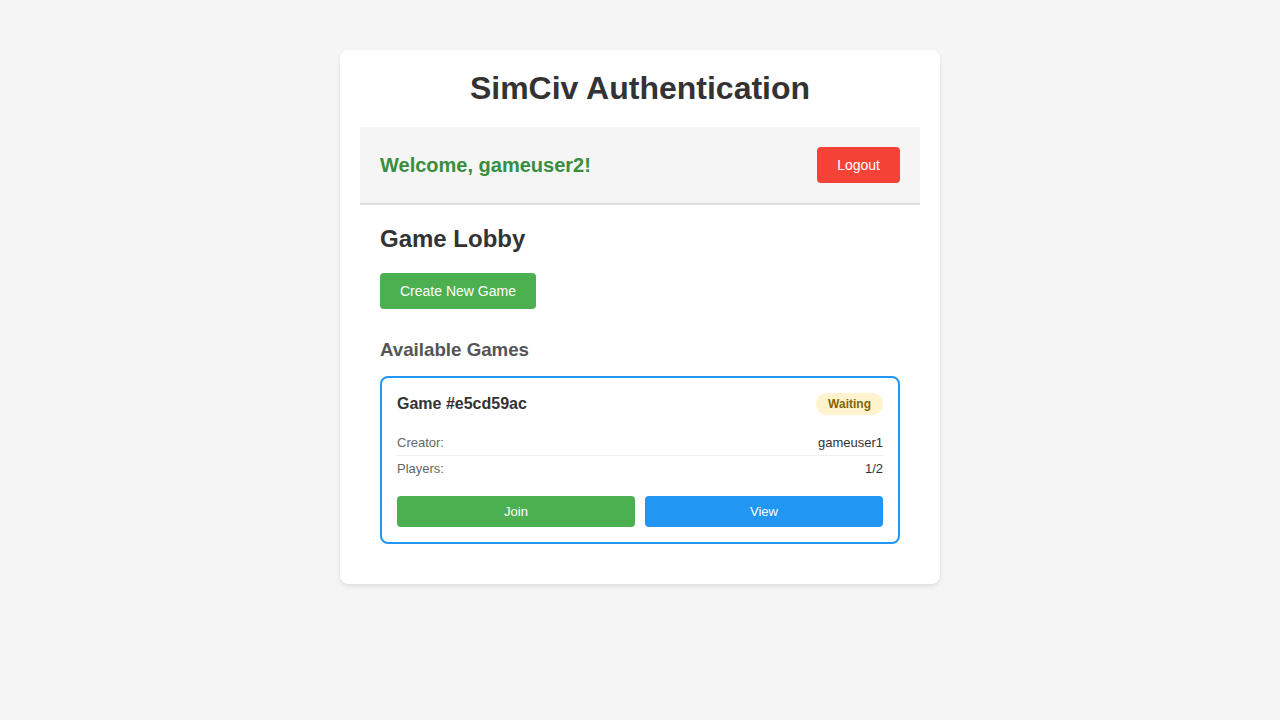 SimCiv Authentication
Welcome, gameuser2!
Logout
Game Lobby
Create New Game
Available Games
Game #e5cd59ac
Waiting
Creator:
gameuser1
Players:
1/2
Join
View